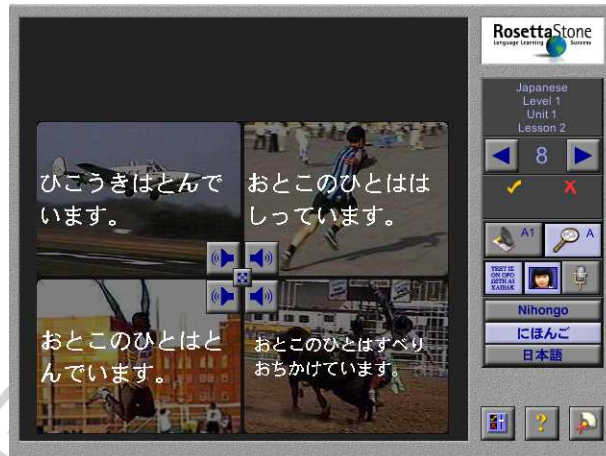 RosettaStone
Language Learning Success
Japanese
Level 1
Unit 1
Lesson 2
8
ひこうきはとんで
います。
おとこのひとはは
しっています。
おとこのひとはと
んでいます。
おとこのひとはすべり
おちかけています。
A1
A
Nihongo
にほんご
日本語
?